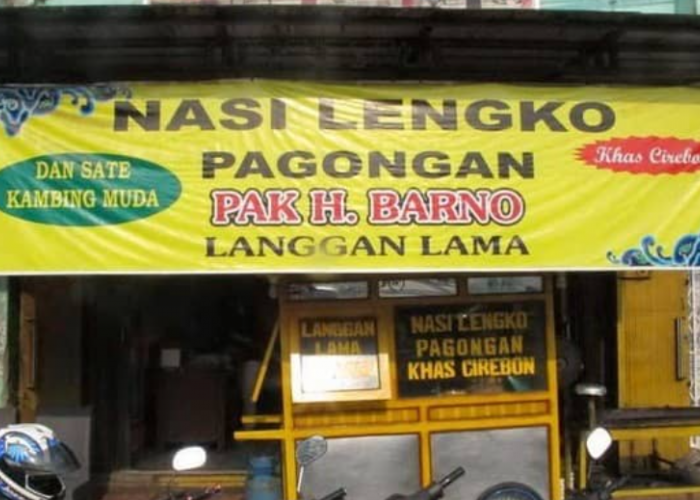 NASI LENGKO
PAGONGAN
PAK H. BARNO
LANGGAN LAMA
DAN SATE
KAMBING MUDA
Khas Cirebon
LANGGAN
LAMA
NASI LENGKO
PAGONGAN
KHAS CIREBON